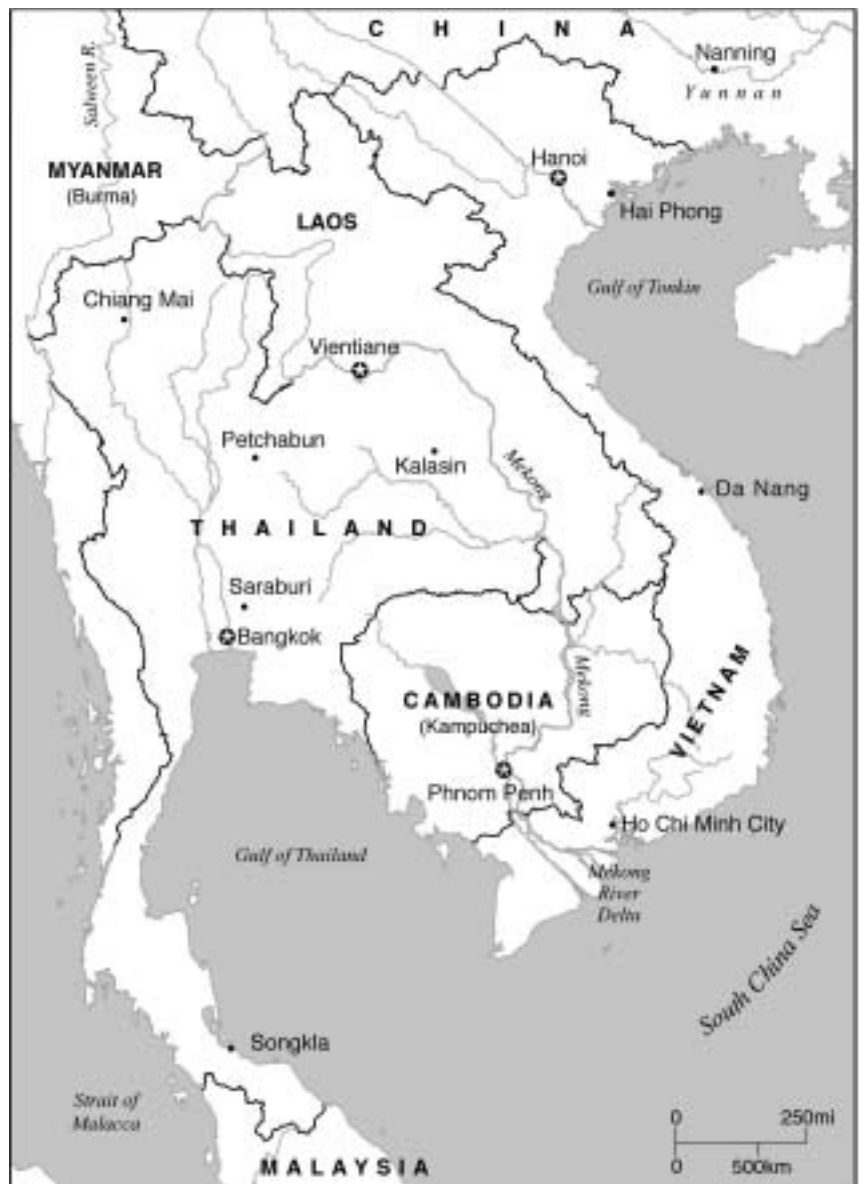 CHINA
Nanning
Yunnan
Salween R.
Hanoi
MYANMAR
(Burma)
Hai Phong
LAOS
Gulf of Tonkin
Chiang Mai
Vientiane
Petchabun
Kalasin
Mekong
Da Nang
THAILAND
Saraburi
Bangkok
Mekong
VIETNAM
CAMBODIA
(Kampuchea)
Phnom Penh
Ho Chi Minh City
Gulf of Thailand
Mekong
River
Delta
South China Sea
Songkla
Strait of
Malacca
0 250mi
0 500km
MALAYSIA